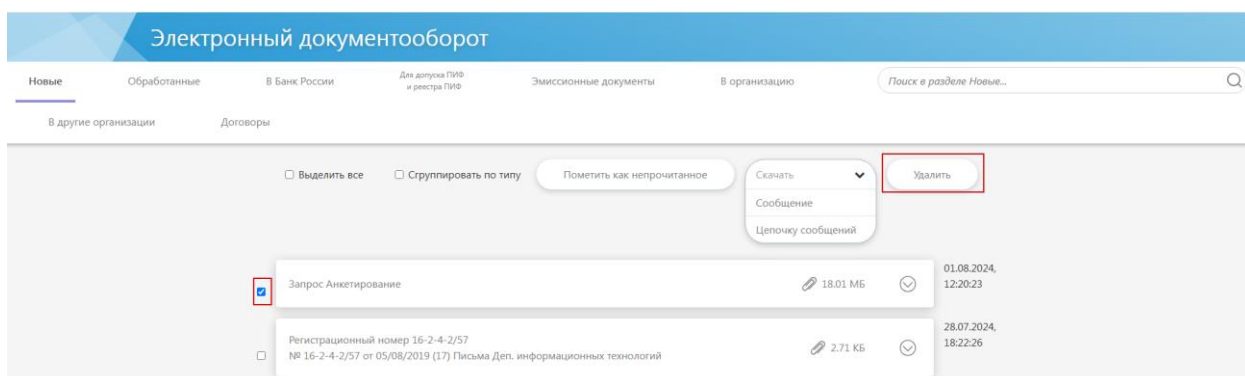 Электронный документооборот
Новые
Обработанные
В Банк России
Для допуска ПИФ
и реестра ПИФ
Эмиссионные документы
В организацию
Поиск в разделе Новые...
В другие организации
Договоры
Выделить все
Сгруппировать по типу
Пометить как непрочитанное
Скачать
Удалить
Сообщение
Цепочку сообщений
Запрос Анкетирование
18.01 МБ
01.08.2024,
12:20:23
Регистрационный номер 16-2-4-2/57
№ 16-2-4-2/57 от 05/08/2019 (17) Письма Деп. информационных технологий
2.71 КБ
28.07.2024,
18:22:26